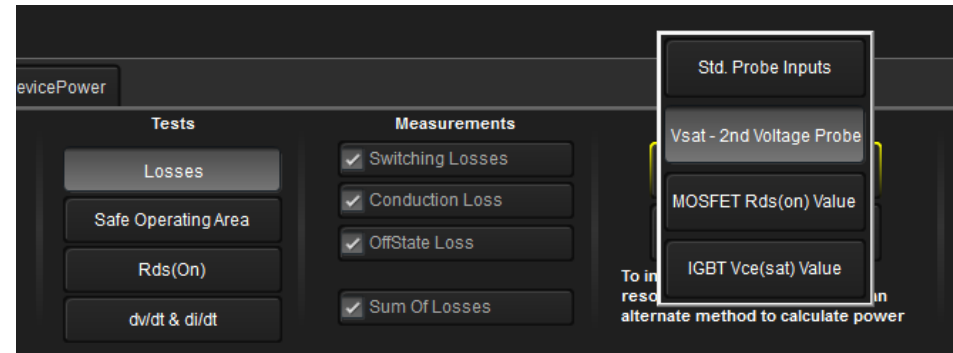 evicePower
Tests
Losses
Safe Operating Area
Rds(On)
dv/dt & di/dt
Measurements
Switching Losses
Conduction Loss
OffState Loss
Sum Of Losses
Std. Probe Inputs
Vsat - 2nd Voltage Probe
MOSFET Rds(on) Value
IGBT Vce(sat) Value
To in
reso
alternate method to calculate power